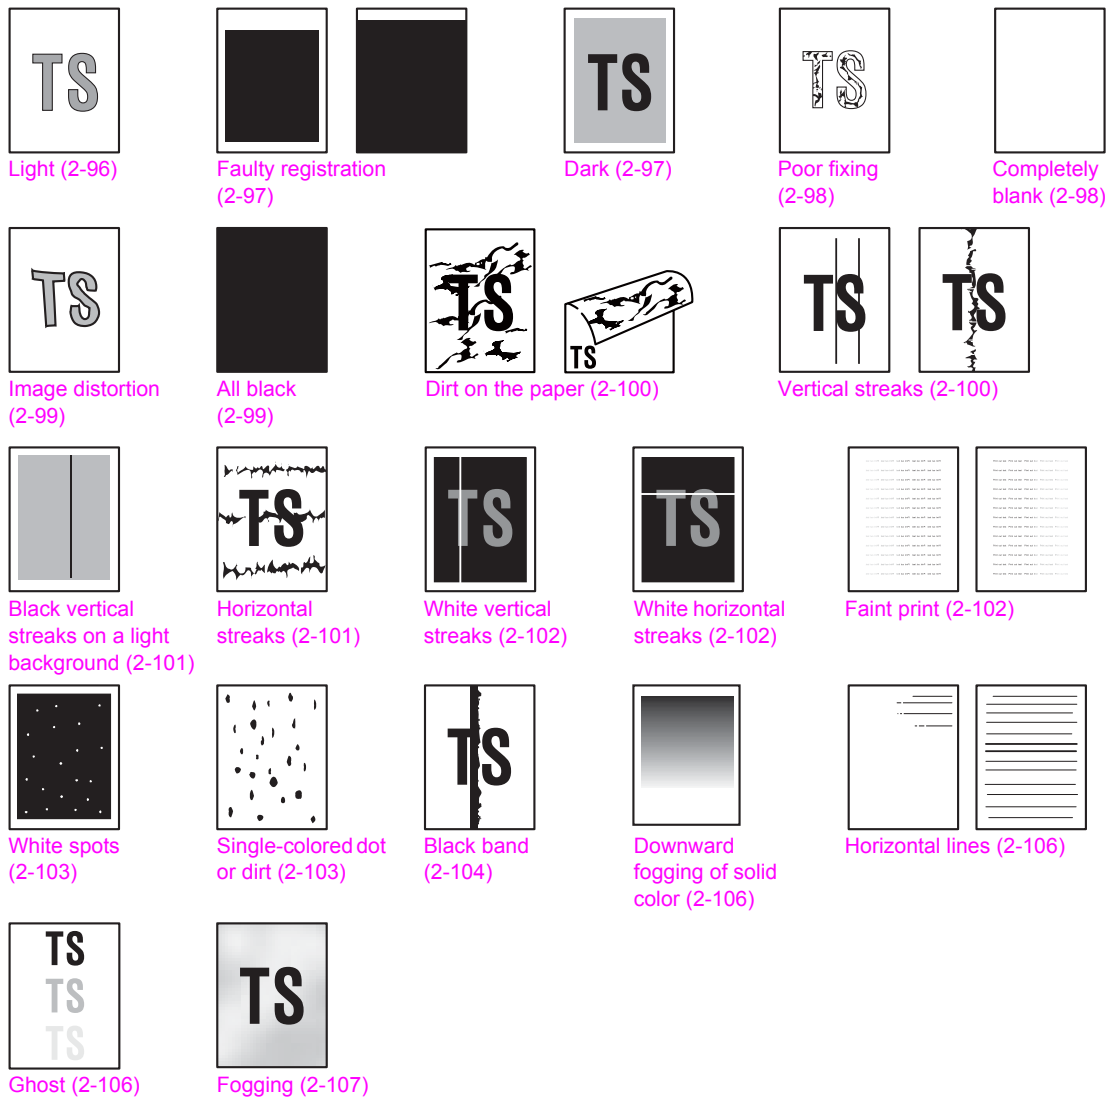 TS
TS
TS
Light (2-96)
Faulty registration
(2-97)
Dark (2-97)
Poor fixing
(2-98)
Completely
blank (2-98)
TS
TS
TS
TS
TS
Image distortion
(2-99)
All black
(2-99)
Dirt on the paper (2-100)
Vertical streaks (2-100)
TS
TS
TS
Black vertical
streaks on a light
background (2-101)
Horizontal
streaks (2-101)
White vertical
streaks (2-102)
White horizontal
streaks (2-102)
Faint print (2-102)
TS
White spots
(2-103)
Single-colored dot
or dirt (2-103)
Black band
(2-104)
Downward
fogging of solid
color (2-106)
Horizontal lines (2-106)
TS
TS
TS
TS
Ghost (2-106)
Fogging (2-107)